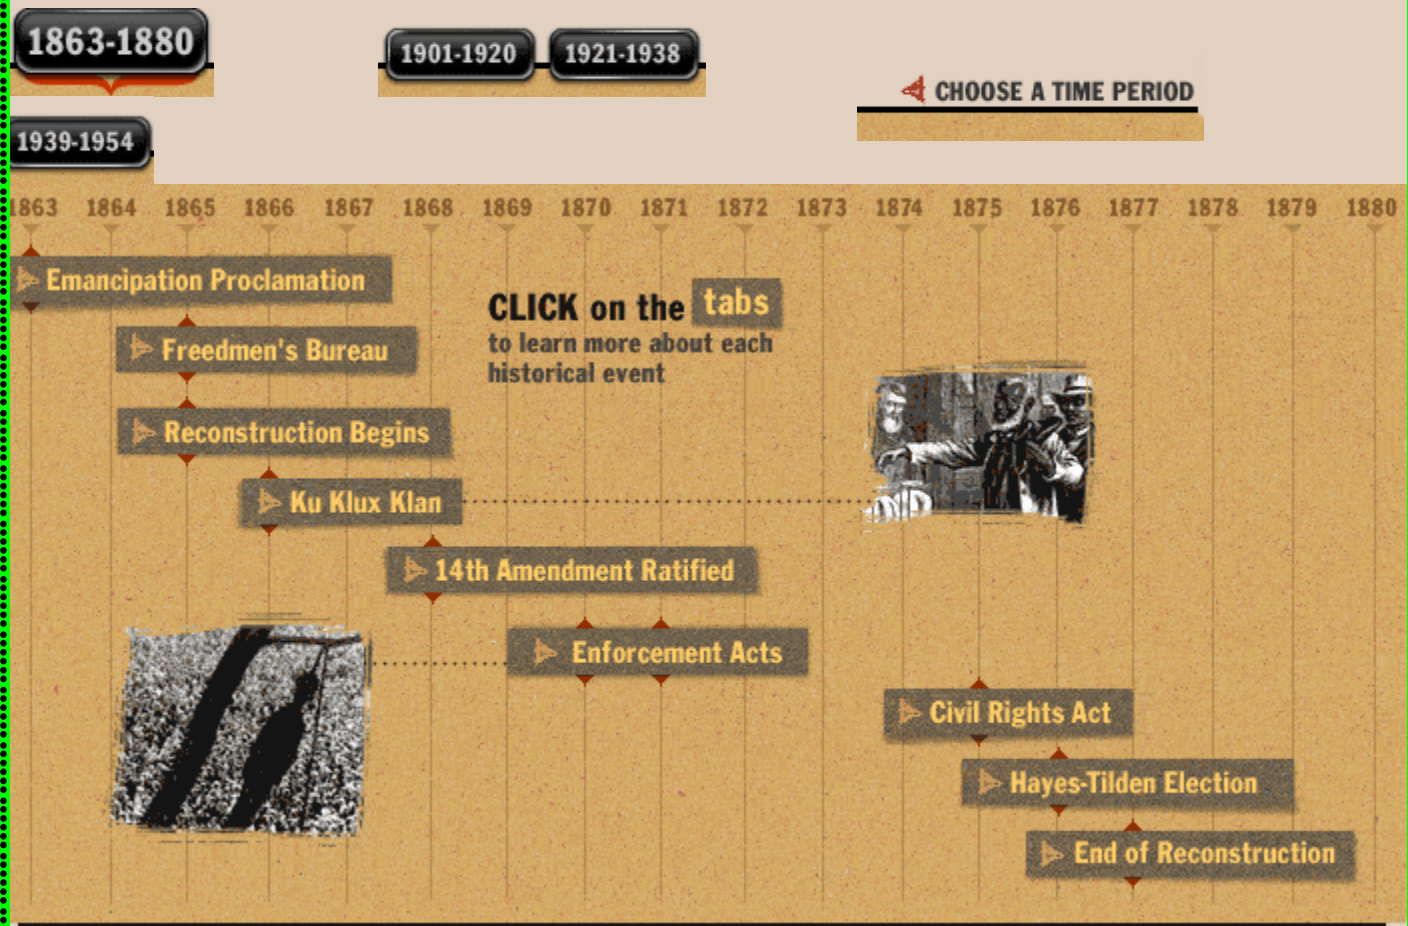 1863-1880
1901-1920
1921-1938
CHOOSE A TIME PERIOD
1939-1954
1863 1864 1865 1866 1867 1868 1869 1870 1871 1872 1873 1874 1875 1876 1877 1878 1879 1880
Emancipation Proclamation
CLICK on the tabs
to learn more about each
historical event
Freedmen's Bureau
Reconstruction Begins
Ku Klux Klan
14th Amendment Ratified
Enforcement Acts
Civil Rights Act
Hayes-Tilden Election
End of Reconstruction